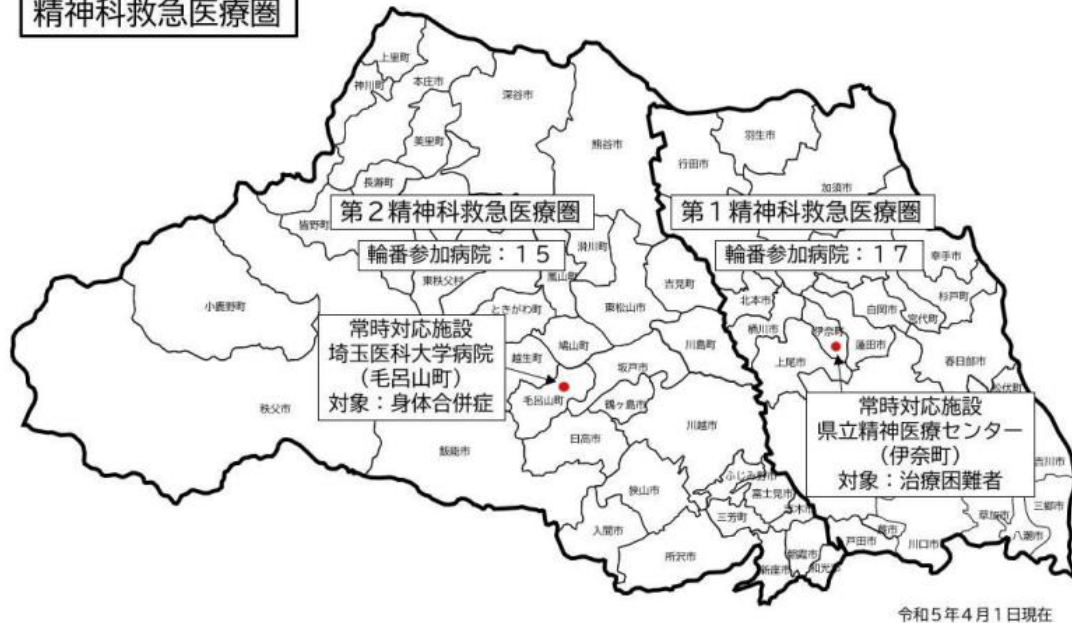 精神科救急医療圏
上里町
神川町
本庄市
深谷市
美里町
熊谷市
行田市
羽生市
加須市
長瀞町
皆野町
第2精神科救急医療圏
輪番参加病院：15
第1精神科救急医療圏
輪番参加病院：17
滑川町
嵐山町
東秩父村
ときがわ町
小鹿野町
吉見町
東松山市
幸手市
杉戸町
北本市
白岡市
宮代町
桶川市
伊奈町
蓮田市
上尾市
春日部市
松伏町
常時対応施設
埼玉医科大学病院
（毛呂山町）
対象：身体合併症
越生町
鳩山町
川島町
坂戸市
毛呂山町
鶴ヶ島市
秩父市
飯能市
日高市
川越市
常時対応施設
県立精神医療センター
（伊奈町）
対象：治療困難者
吉川市
三郷市
ふじみ野市
富士見市
志木市
狭山市
三芳町
入間市
所沢市
新座市
朝霞市
和光市
戸田市
蕨市
川口市
草加市
八潮市
令和5年4月1日現在